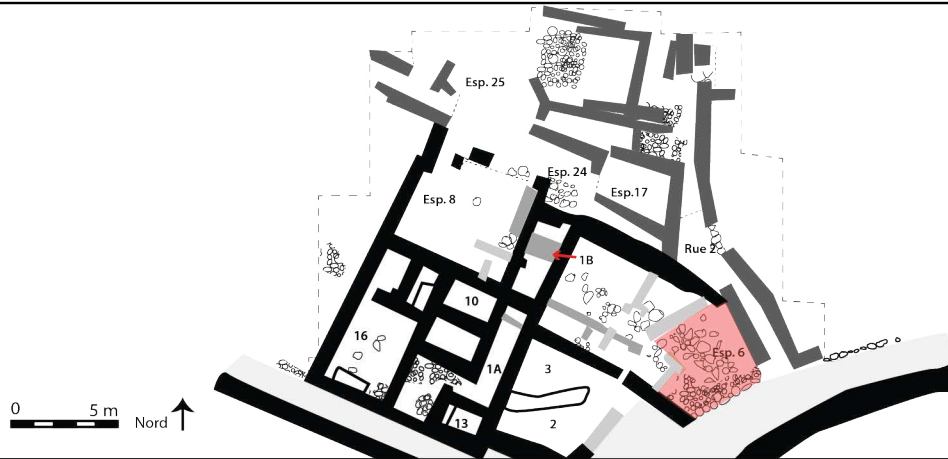 Esp. 25
Esp. 24
Esp.17
Esp. 8
Rue 2
1B
10
16
Esp. 6
1A
3
13
2
0 5 m
Nord